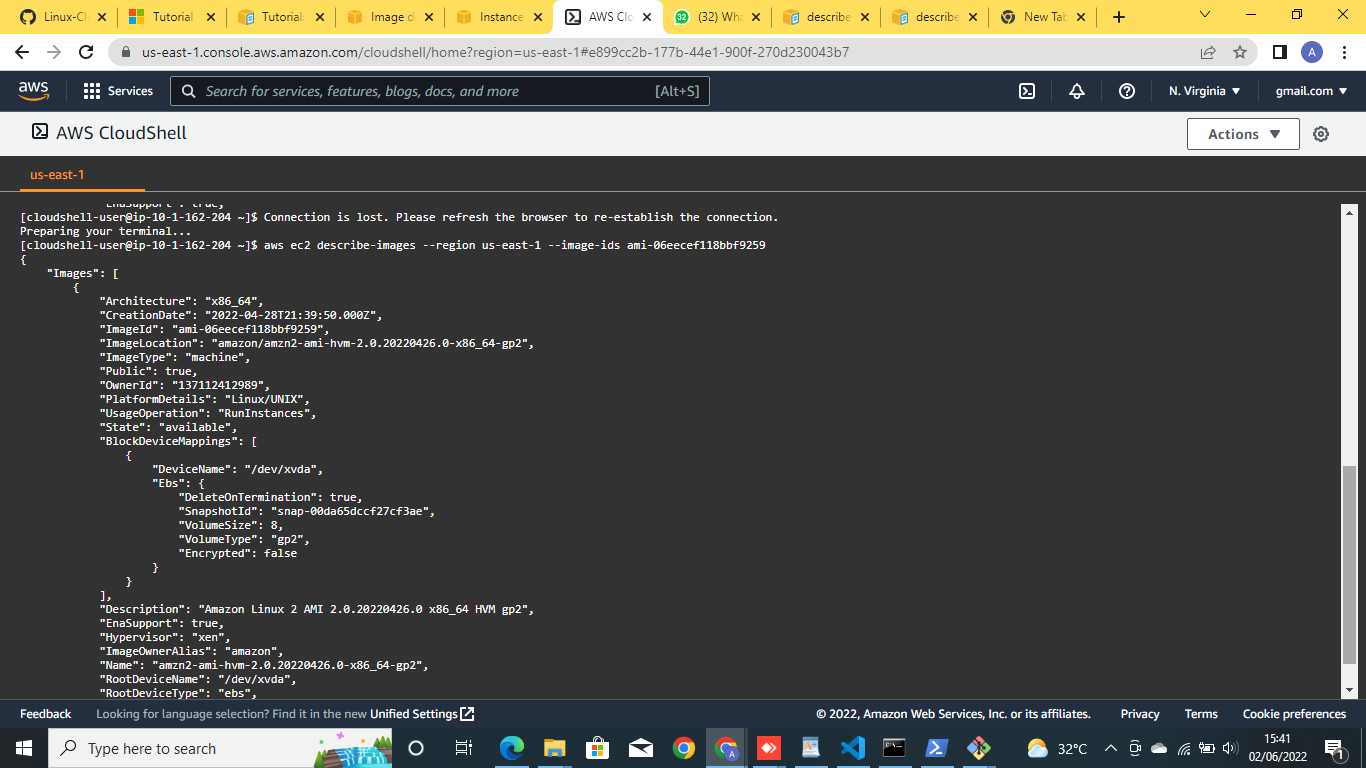 Linux-Cl
Tutorial
Tutorial:
Image d
Instance
AWS Clo
32
(32) Wha
describe
describe
New Tab
us-east-1.console.aws.amazon.com/cloudshell/home?region=us-east-1#e899cc2b-177b-44e1-900f-270d230043b7
A
aws
Services
Search for services, features, blogs, docs, and more
[Alt+S]
N. Virginia
gmail.com
AWS CloudShell
Actions
us-east-1
"EnaSupport": true,
[cloudshell-user@ip-10-1-162-204 ~]$ Connection is lost. Please refresh the browser to re-establish the connection.
Preparing your terminal...
[cloudshell-user@ip-10-1-162-204 ~]$ aws ec2 describe-images --region us-east-1 --image-ids ami-06eecef118bbf9259
{
"Images": [
{
"Architecture": "x86_64",
"CreationDate": "2022-04-28T21:39:50.000Z",
"ImageId": "ami-06eecef118bbf9259",
"ImageLocation": "amazon/amzn2-ami-hvm-2.0.20220426.0-x86_64-gp2",
"ImageType": "machine",
"Public": true,
"OwnerId": "137112412989",
"PlatformDetails": "Linux/UNIX",
"UsageOperation": "RunInstances",
"State": "available",
"BlockDeviceMappings": [
{
"DeviceName": "/dev/xvda",
"Ebs": {
"DeleteOnTermination": true,
"SnapshotId": "snap-00da65dccf27cf3ae",
"VolumeSize": 8,
"VolumeType": "gp2",
"Encrypted": false
}
}
],
"Description": "Amazon Linux 2 AMI 2.0.20220426.0 x86_64 HVM gp2",
"EnaSupport": true,
"Hypervisor": "xen",
"ImageOwnerAlias": "amazon",
"Name": "amzn2-ami-hvm-2.0.20220426.0-x86_64-gp2",
"RootDeviceName": "/dev/xvda",
"RootDeviceType": "ebs",
Feedback
Looking for language selection? Find it in the new Unified Settings
© 2022, Amazon Web Services, Inc. or its affiliates.
Privacy
Terms
Cookie preferences
Type here to search
A
32°C
15:41
02/06/2022
1